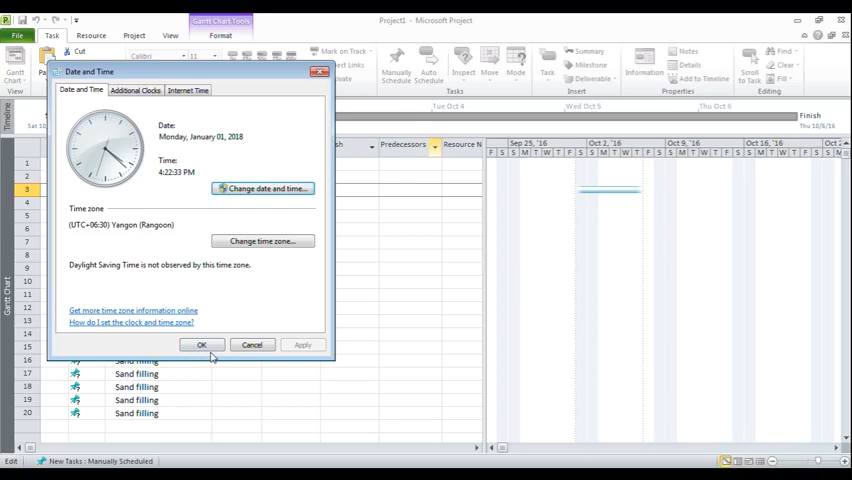 Gantt Chart Tools
Project1 - Microsoft Project
File Task Resource Project View Format
Cut
Calibri 11
Mark on Track
Gantt Chart
View
Manually Schedule
Auto Schedule
Inspect
Move
Mode
Task
Summary
Milestone
Deliverable
Information
Notes
Details
Add to Timeline
Properties
Scroll to Task
Find
Clear
Fill
Editing
Date and Time
Date and Time Additional Clocks Internet Time
Date:
Monday, January 01, 2018
Time:
4:22:33 PM
Change date and time...
Time zone
(UTC+06:30) Yangon (Rangoon)
Change time zone...
Daylight Saving Time is not observed by this time zone.
Get more time zone information online
How do I set the clock and time zone?
OK Cancel Apply
Timeline
Tue Oct 4 Wed Oct 5 Thu Oct 6
Finish
Thu 10/6/16
Predecessors Resource N
Sep 25, '16 Oct 2, '16 Oct 9, '16 Oct 16, '16
F S S M T W T F S S M T W T F S S M T W T F S S M T W T F S S M
Gantt Chart
1
2
3
4
5
6
7
8
9
10
11
12
13
14
15
16 Sand filling
17 Sand filling
18 Sand filling
19 Sand filling
20 Sand filling
Edit New Tasks : Manually Scheduled